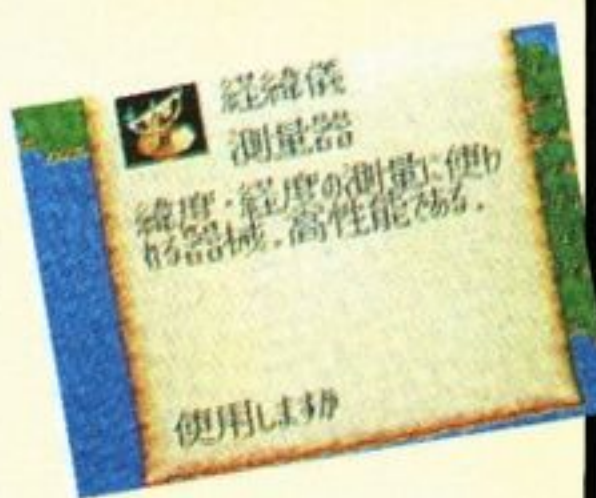 経緯儀
測量器
緯度・経度の測量に使わ
れる器械。高性能である。
使用しますか